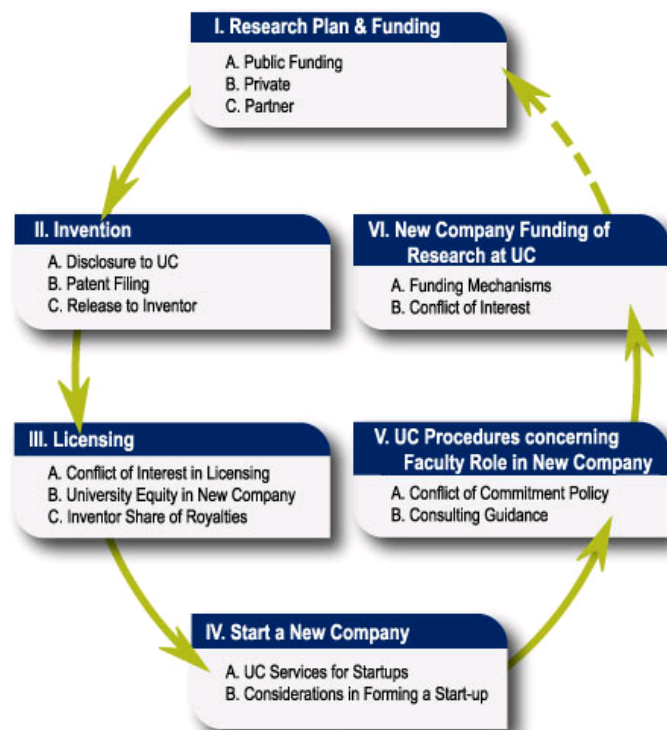 I. Research Plan & Funding
A. Public Funding
B. Private
C. Partner
II. Invention
A. Disclosure to UC
B. Patent Filing
C. Release to Inventor
III. Licensing
A. Conflict of Interest in Licensing
B. University Equity in New Company
C. Inventor Share of Royalties
IV. Start a New Company
A. UC Services for Startups
B. Considerations in Forming a Start-up
V. UC Procedures concerning
Faculty Role in New Company
A. Conflict of Commitment Policy
B. Consulting Guidance
VI. New Company Funding of
Research at UC
A. Funding Mechanisms
B. Conflict of Interest